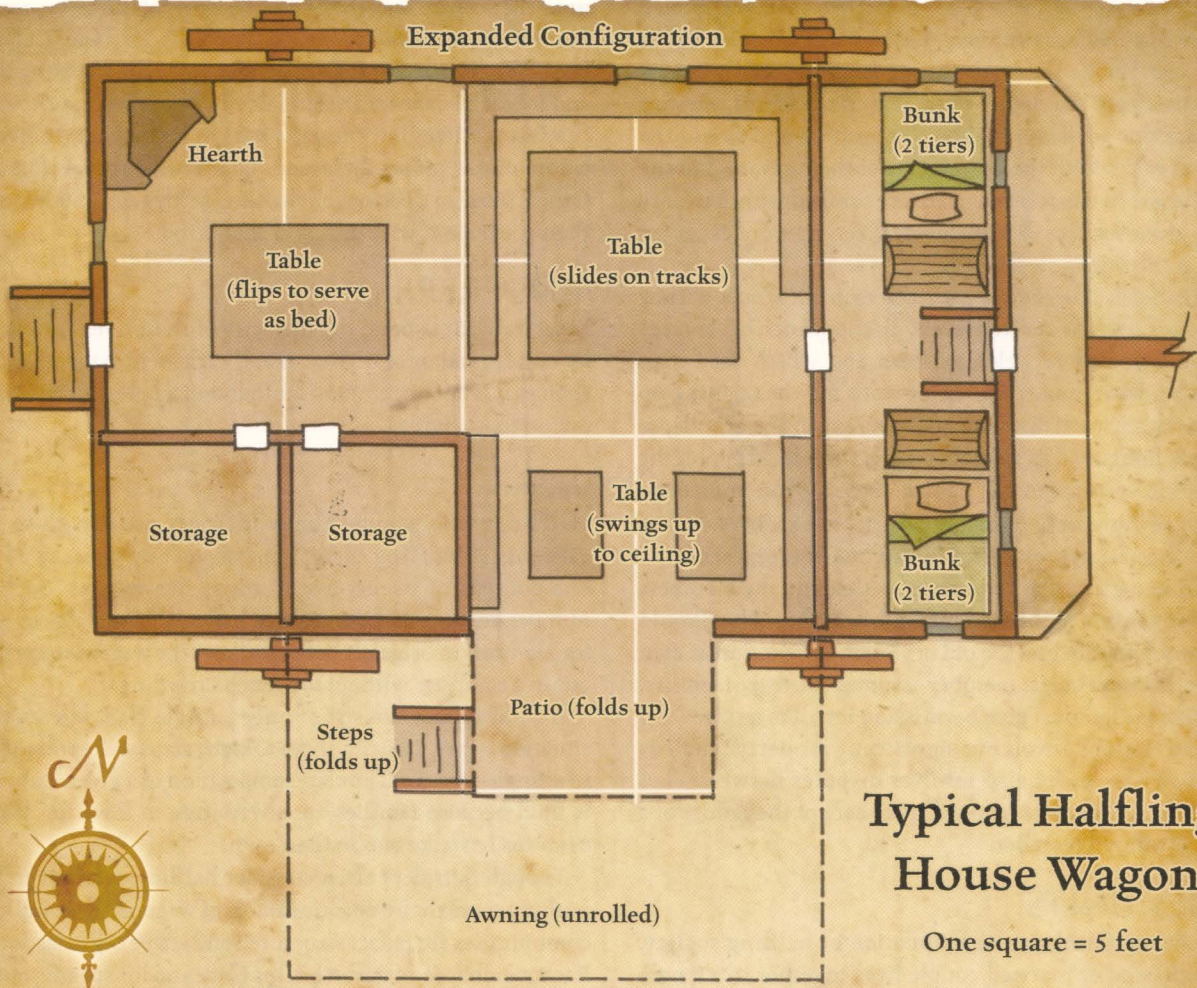 Expanded Configuration
Hearth
Bunk
(2 tiers)
Table
(flips to serve
as bed)
Table
(slides on tracks)
Storage
Storage
Table
(swings up
to ceiling)
Bunk
(2 tiers)
Steps
(folds up)
Patio (folds up)
N
Awning (unrolled)
Typical Halfling
House Wagon
One square = 5 feet